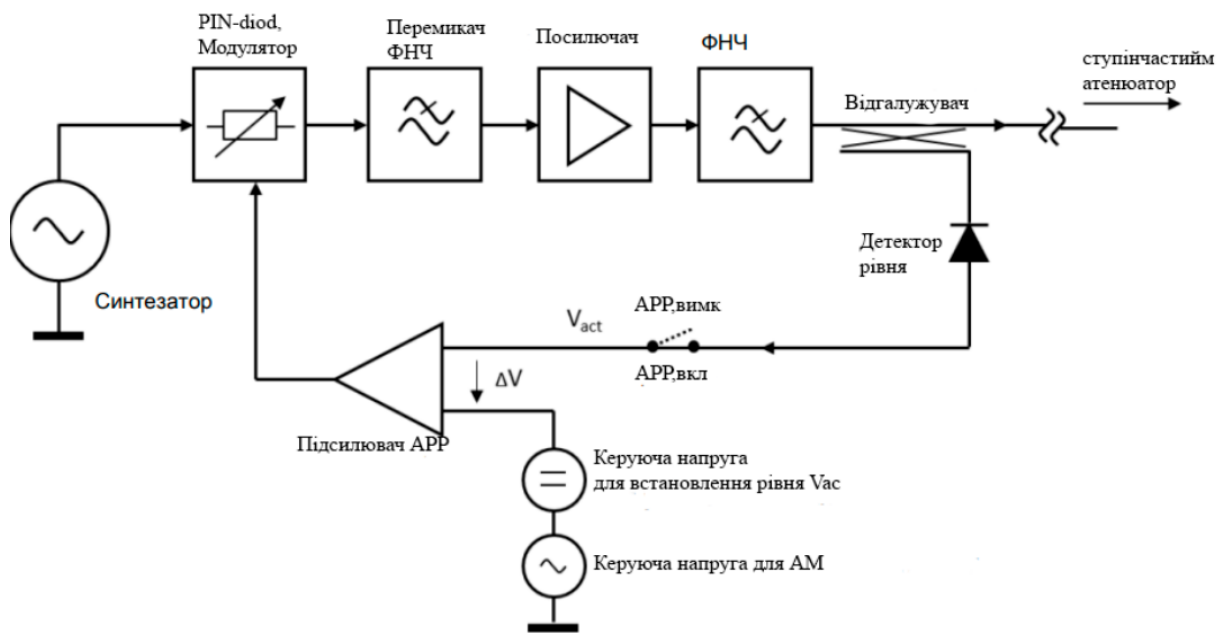 PIN-diod,
Модулятор
Перемикач
ФНЧ
Посилючач
ФНЧ
ступінчастийм
атенюатор
Відгалужувач
Детектор
рівня
Синтезатор
АРР,вимк
Vact
АРР,вкл
ΔV
Підсилювач АРР
Керуюча напруга
для встановлення рівня Vac
Керуюча напруга для АМ